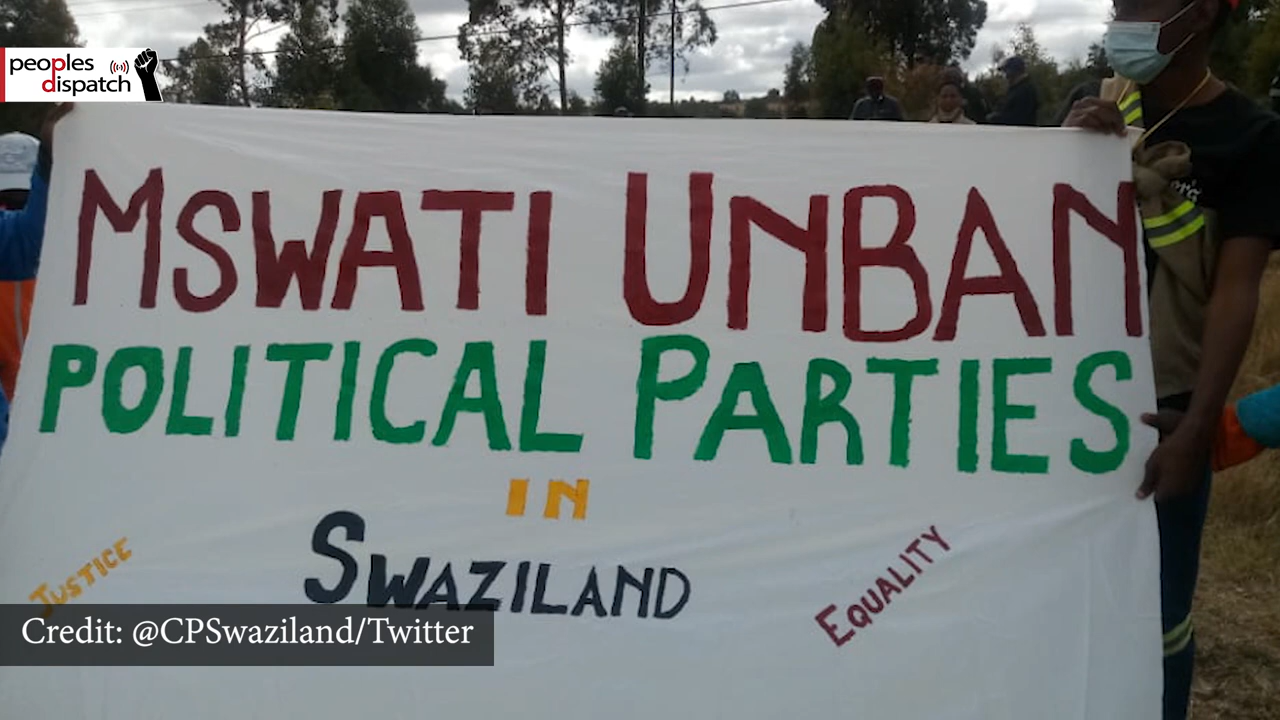 peoples
dispatch
MSWATI UNBAN
POLITICAL PARTIES
IN
SWAZILAND
JUSTICE
EQUALITY
Credit: @CPSwaziland/Twitter